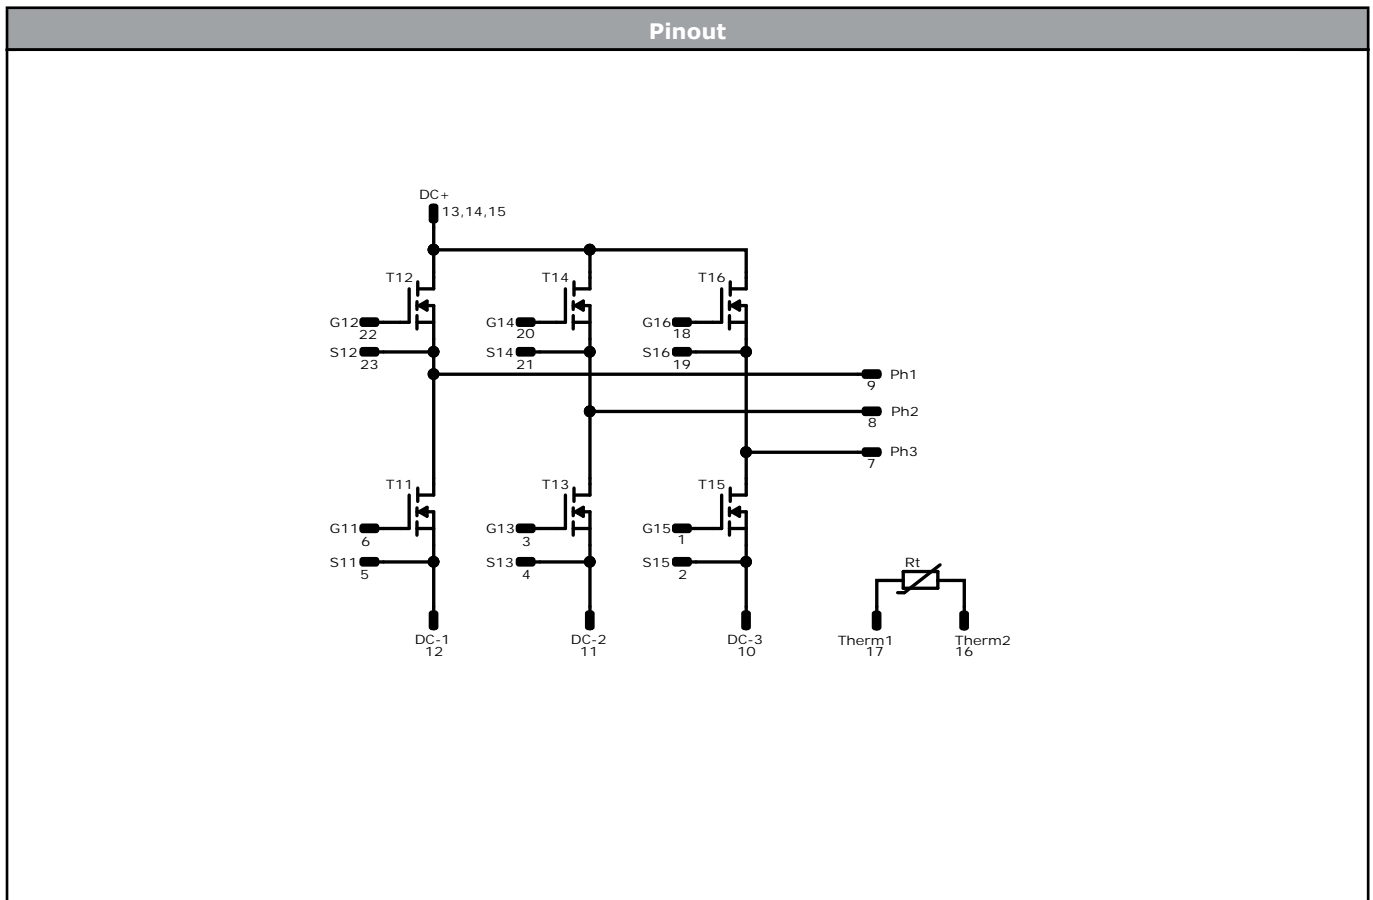 Pinout
DC+
13,14,15
T12
T14
T16
G12
22
G14
20
G16
18
S12
23
S14
21
S16
19
Ph1
9
Ph2
8
Ph3
7
T11
T13
T15
G11
6
G13
3
G15
1
S11
5
S13
4
S15
2
Rt
DC-1
12
DC-2
11
DC-3
10
Therm1
17
Therm2
16